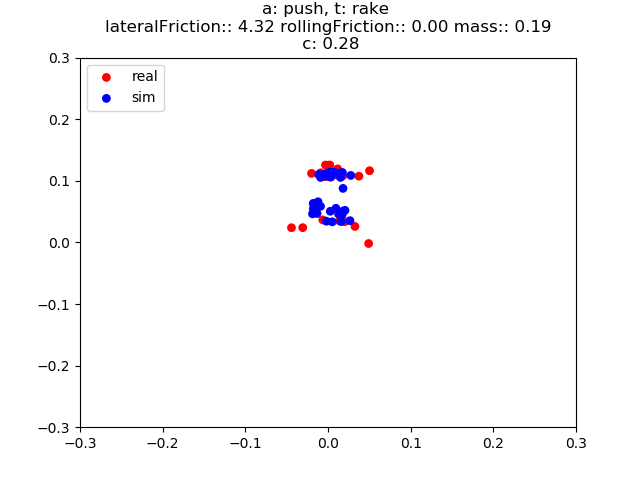 a: push, t: rake
lateralFriction:: 4.32 rollingFriction:: 0.00 mass:: 0.19
c: 0.28
real
sim
0.3
0.2
0.1
0.0
−0.1
−0.2
−0.3
−0.3
−0.2
−0.1
0.0
0.1
0.2
0.3